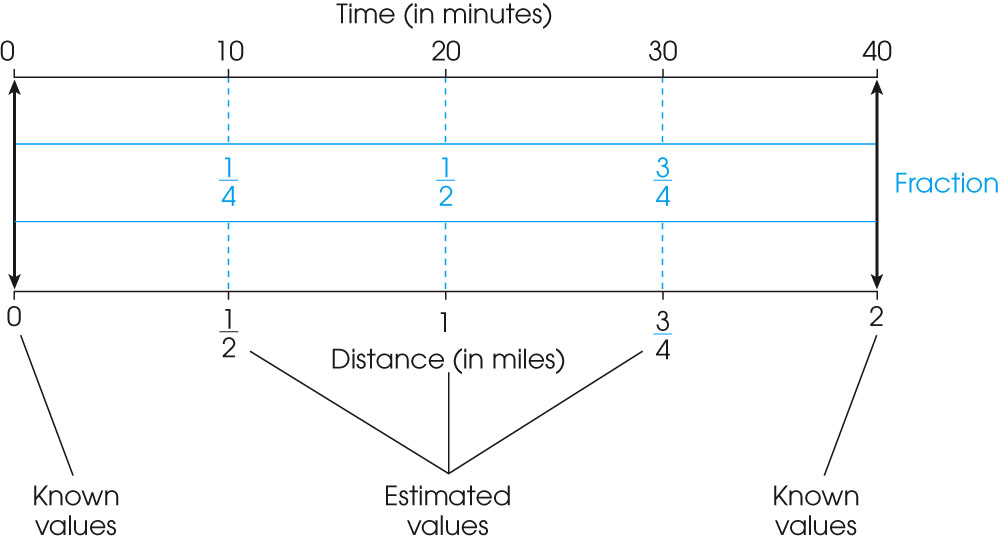 Time (in minutes)
0 10 20 30 40
1/4 1/2 3/4 Fraction
0 1/2 1 3/4 2
Distance (in miles)
Known values Estimated values Known values